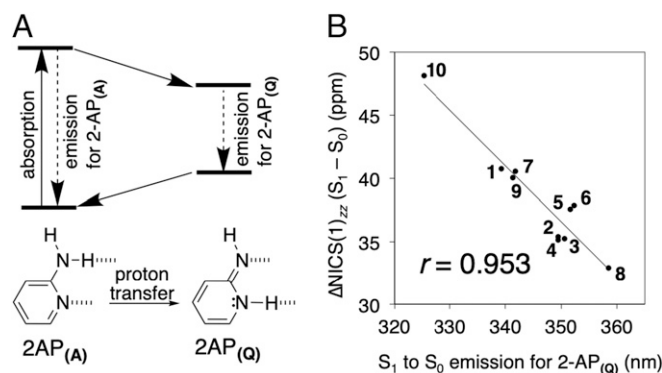 A
absorption
emission
for 2-AP(A)
emission
for 2-AP(Q)
H
N–H
N
proton
transfer
H
N
N–H
2AP(A)
2AP(Q)
B
ΔNICS(1)zz (S1 − S0) (ppm)
50
45
40
35
30
10
1
7
9
5
6
2
4
3
8
r = 0.953
320
330
340
350
360
S1 to S0 emission for 2-AP(Q) (nm)